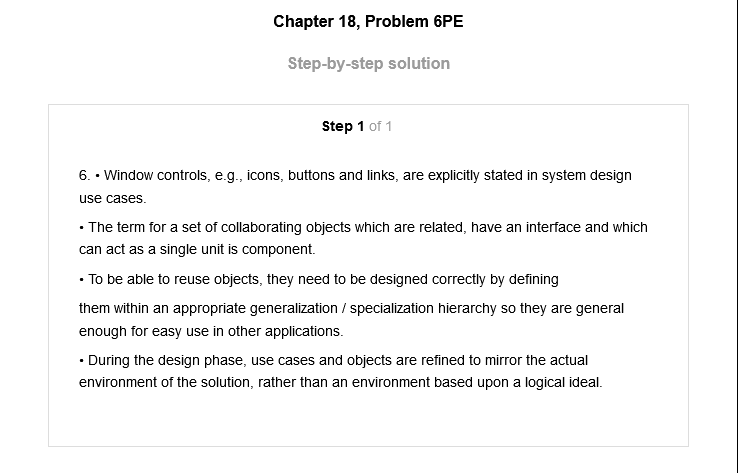 Chapter 18, Problem 6PE
Step-by-step solution
Step 1 of 1
6. • Window controls, e.g., icons, buttons and links, are explicitly stated in system design
use cases.
• The term for a set of collaborating objects which are related, have an interface and which
can act as a single unit is component.
• To be able to reuse objects, they need to be designed correctly by defining
them within an appropriate generalization / specialization hierarchy so they are general
enough for easy use in other applications.
• During the design phase, use cases and objects are refined to mirror the actual
environment of the solution, rather than an environment based upon a logical ideal.